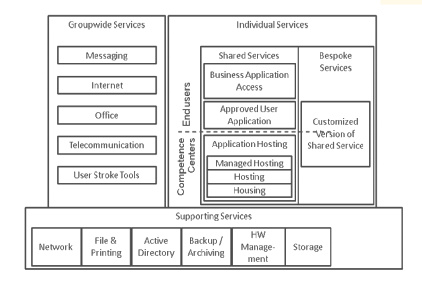 Groupwide Services
Messaging
Internet
Office
Telecommunication
User Stroke Tools
Individual Services
End users
Competence
Centers
Shared Services
Business Application
Access
Approved User
Application
Application Hosting
Managed Hosting
Hosting
Housing
Bespoke
Services
Customized
Version of
Shared Service
Supporting Services
Network
File &
Printing
Active
Directory
Backup /
Archiving
HW
Manage-
ment
Storage